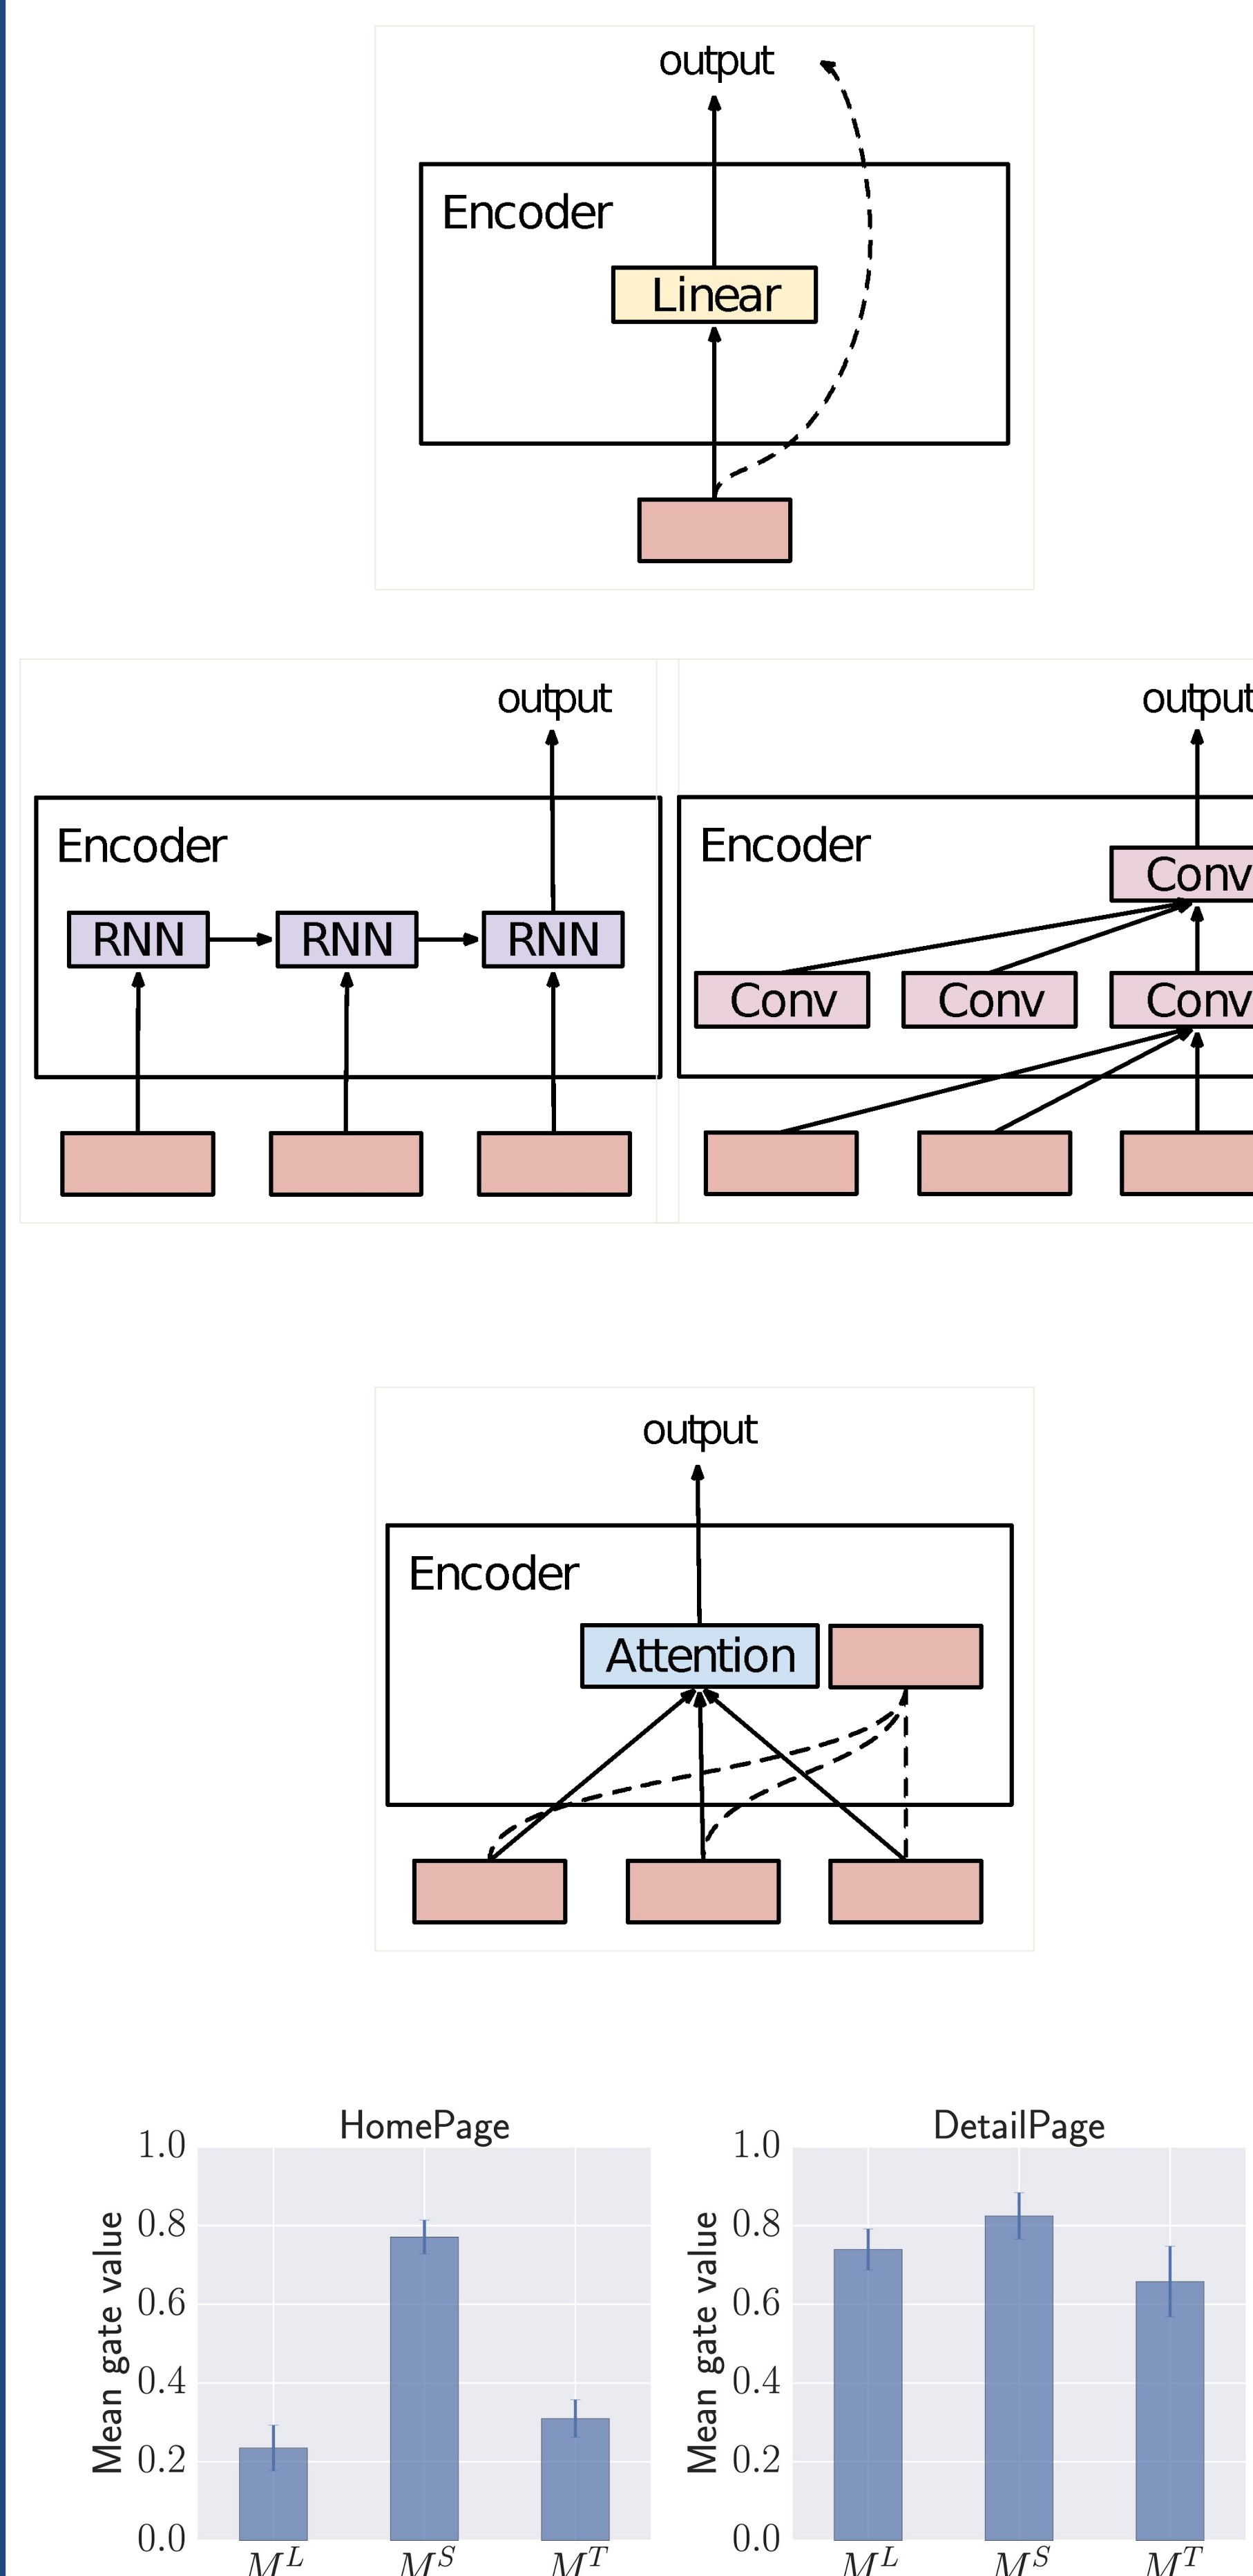 output
Encoder
Linear
output
Encoder
RNN RNN RNN
output
Encoder
Conv
Conv Conv Conv
output
Encoder
Attention
HomePage
Mean gate value
1.0
0.8
0.6
0.4
0.2
0.0
M^L M^S M^T
DetailPage
Mean gate value
1.0
0.8
0.6
0.4
0.2
0.0
M^L M^S M^T